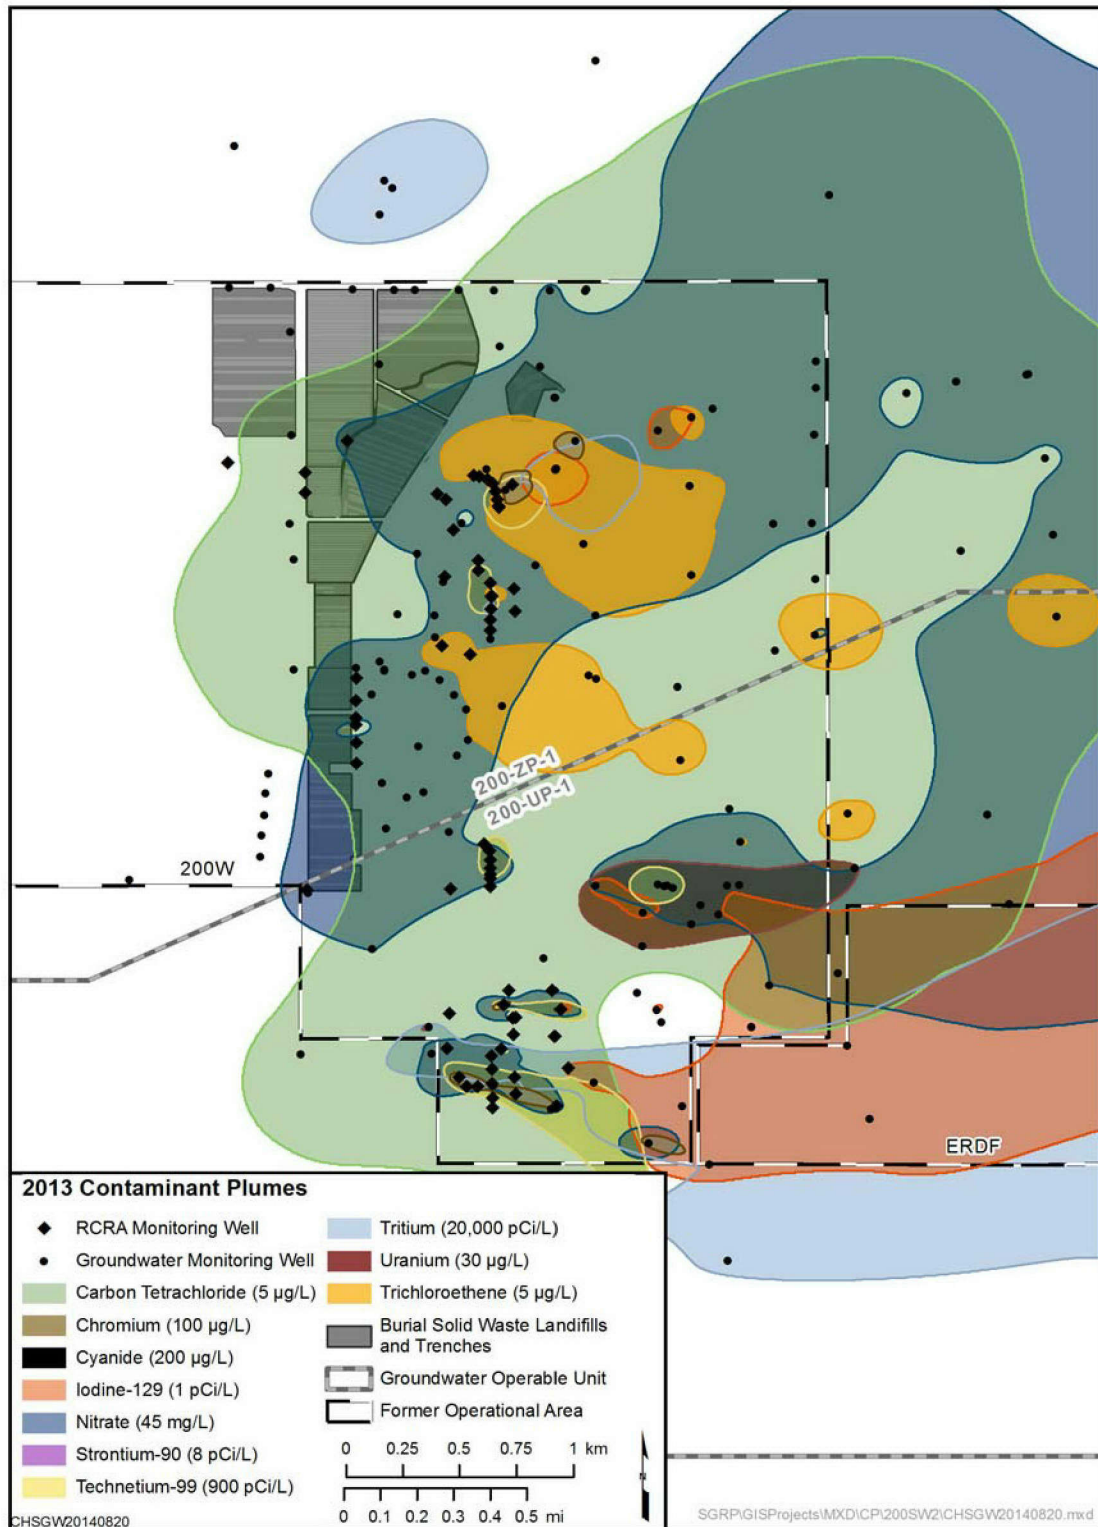 200-ZP-1
200-UP-1
200W
ERDF
2013 Contaminant Plumes
RCRA Monitoring Well
Groundwater Monitoring Well
Carbon Tetrachloride (5 µg/L)
Chromium (100 µg/L)
Cyanide (200 µg/L)
Iodine-129 (1 pCi/L)
Nitrate (45 mg/L)
Strontium-90 (8 pCi/L)
Technetium-99 (900 pCi/L)
Tritium (20,000 pCi/L)
Uranium (30 µg/L)
Trichloroethene (5 µg/L)
Burial Solid Waste Landfills
and Trenches
Groundwater Operable Unit
Former Operational Area
0 0.25 0.5 0.75 1 km
0 0.1 0.2 0.3 0.4 0.5 mi
N
CHSGW20140820
SGRP\GISProjects\MXD\CP\200SW2\CHSGW20140820.mxd